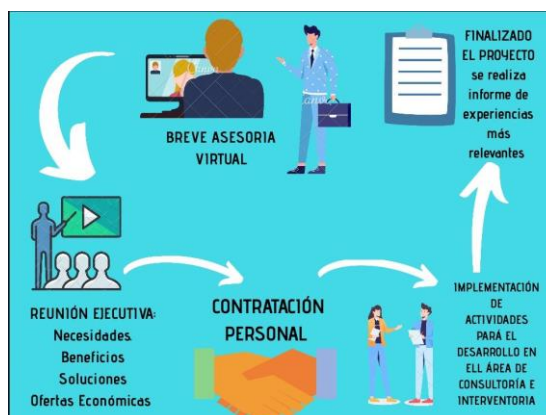 BREVE ASESORIA
VIRTUAL
REUNIÓN EJECUTIVA:
Necesidades
Beneficios
Soluciones
Ofertas Económicas
CONTRATACIÓN
PERSONAL
IMPLEMENTACIÓN
DE
ACTIVIDADES
PARÁ EL
DESARROLLO EN
ELL ÁREA DE
CONSULTORÍA E
INTERVENTORIA
FINALIZADO
EL PROYECTO
se realiza
informe de
experiencias
más
relevantes